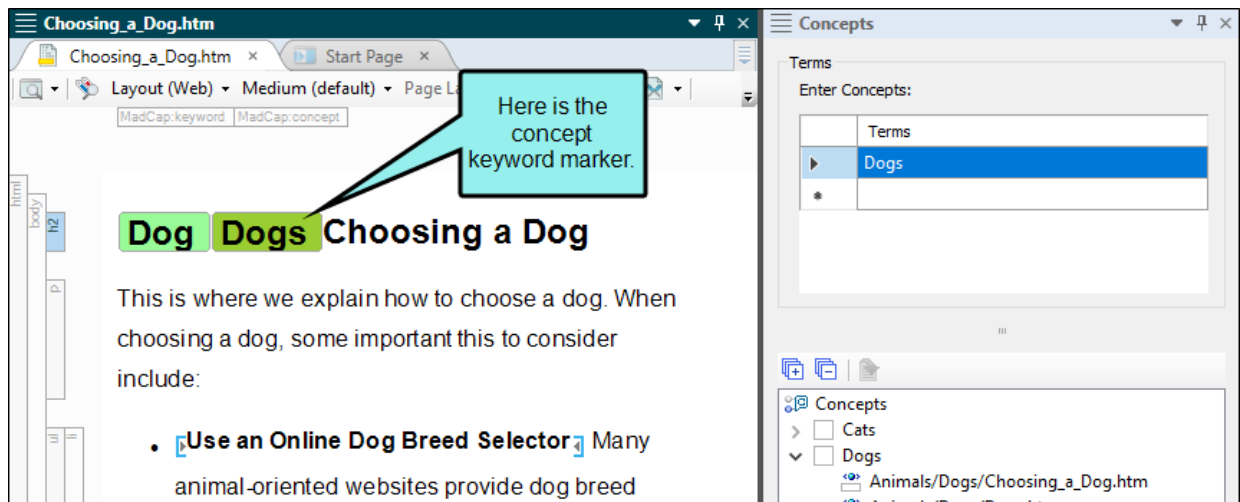 Choosing_a_Dog.htm
Choosing_a_Dog.htm
Start Page
Layout (Web)
Medium (default)
Page
MadCap:keyword
MadCap:concept
Here is the
concept
keyword marker.
html
body
h2
Dog
Dogs
Choosing a Dog
p
This is where we explain how to choose a dog. When
choosing a dog, some important this to consider
include:
ul
li
• Use an Online Dog Breed Selector Many
animal-oriented websites provide dog breed
Concepts
Terms
Enter Concepts:
Terms
Dogs
Concepts
Cats
Dogs
Animals/Dogs/Choosing_a_Dog.htm